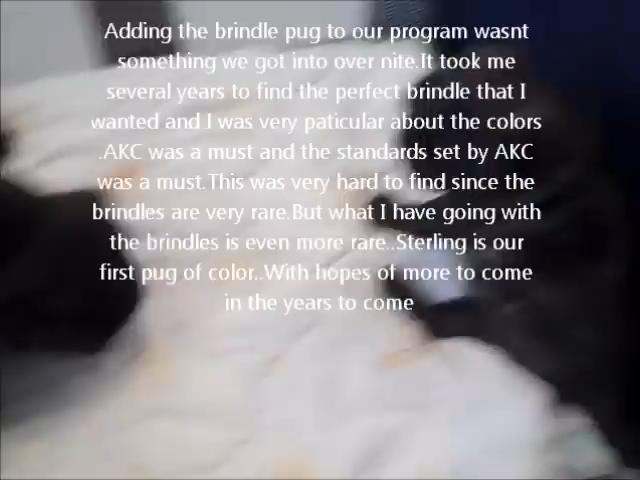 Adding the brindle pug to our program wasnt
something we got into over nite.It took me
several years to find the perfect brindle that I
wanted and I was very paticular about the colors
.AKC was a must and the standards set by AKC
was a must.This was very hard to find since the
brindles are very rare.But what I have going with
the brindles is even more rare..Sterling is our
first pug of color..With hopes of more to come
in the years to come